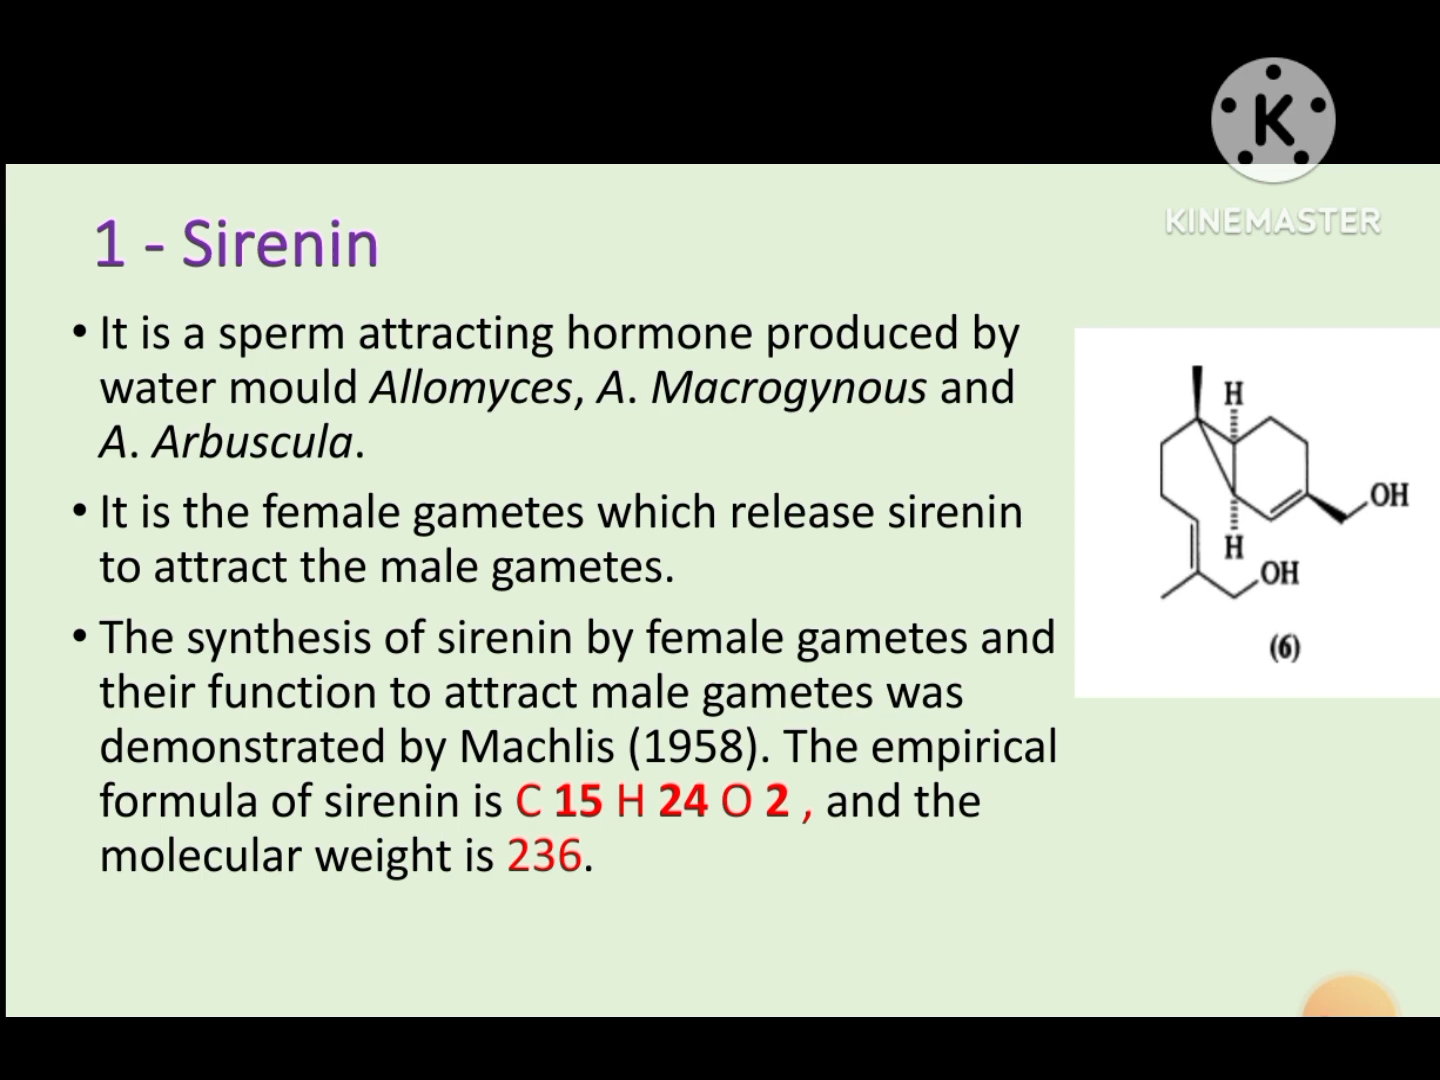 K
KINEMASTER
1 - Sirenin
• It is a sperm attracting hormone produced by
water mould Allomyces, A. Macrogynous and
A. Arbuscula.
• It is the female gametes which release sirenin
to attract the male gametes.
• The synthesis of sirenin by female gametes and
their function to attract male gametes was
demonstrated by Machlis (1958). The empirical
formula of sirenin is C 15 H 24 O 2 , and the
molecular weight is 236.
H
OH
H
OH
(6)